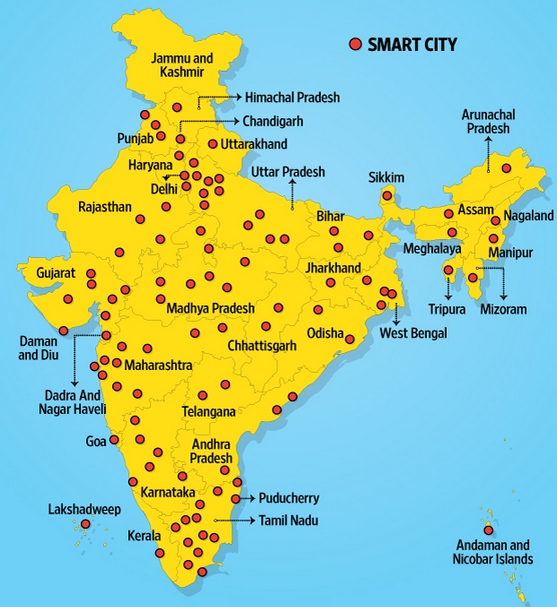 SMART CITY
Jammu and
Kashmir
Himachal Pradesh
Chandigarh
Punjab
Uttarakhand
Haryana
Delhi
Uttar Pradesh
Arunachal
Pradesh
Sikkim
Rajasthan
Bihar
Assam
Nagaland
Meghalaya
Manipur
Gujarat
Jharkhand
Madhya Pradesh
Tripura
Mizoram
Daman
and Diu
Chhattisgarh
Odisha
West Bengal
Maharashtra
Dadra And
Nagar Haveli
Telangana
Goa
Andhra
Pradesh
Karnataka
Puducherry
Lakshadweep
Tamil Nadu
Kerala
Andaman and
Nicobar Islands